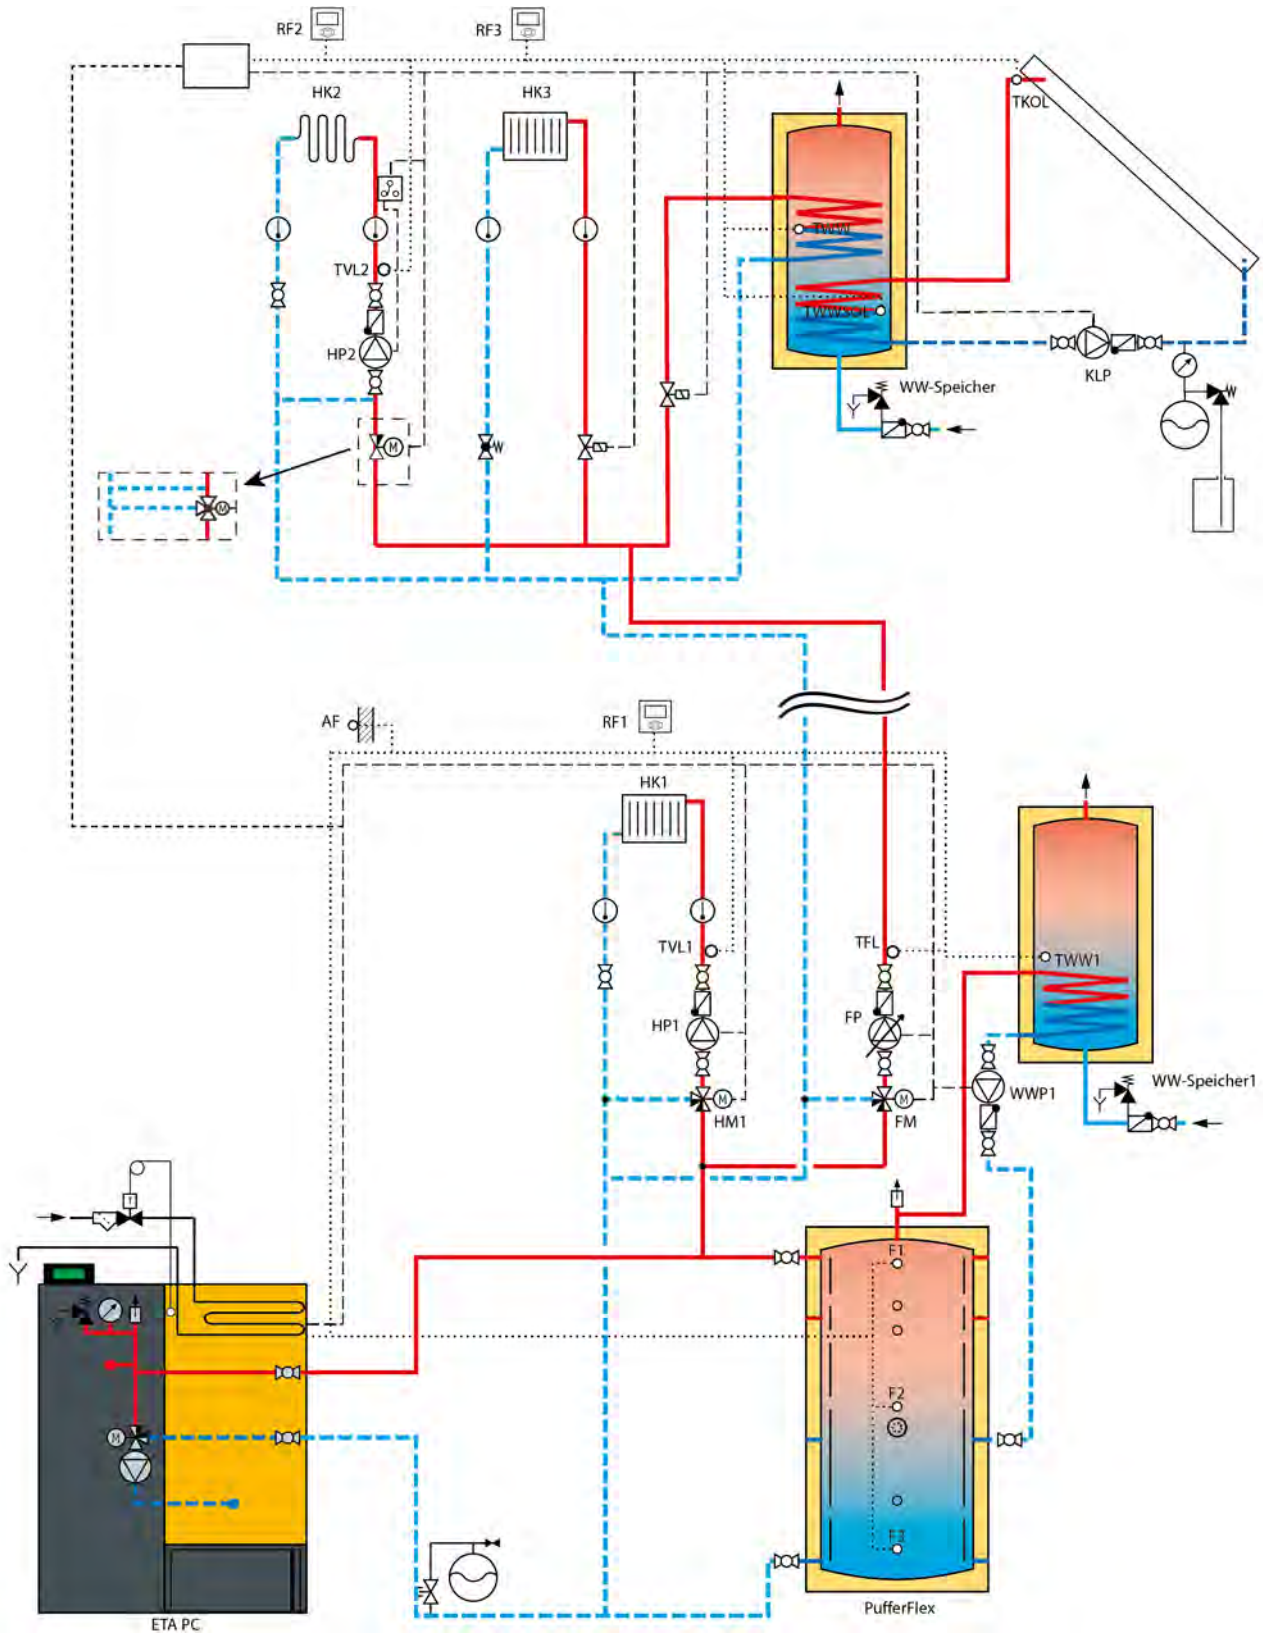 RF2
RF3
HK2
HK3
TKOL
TWW
TVL2
TWWSOL
HP2
KLP
WW-Speicher
M
M
AF
RF1
HK1
TVL1
TFL
TWW1
HP1
FP
WWP1
WW-Speicher1
M
M
HM1
FM
T
F1
F2
M
F3
PufferFlex
ETA PC